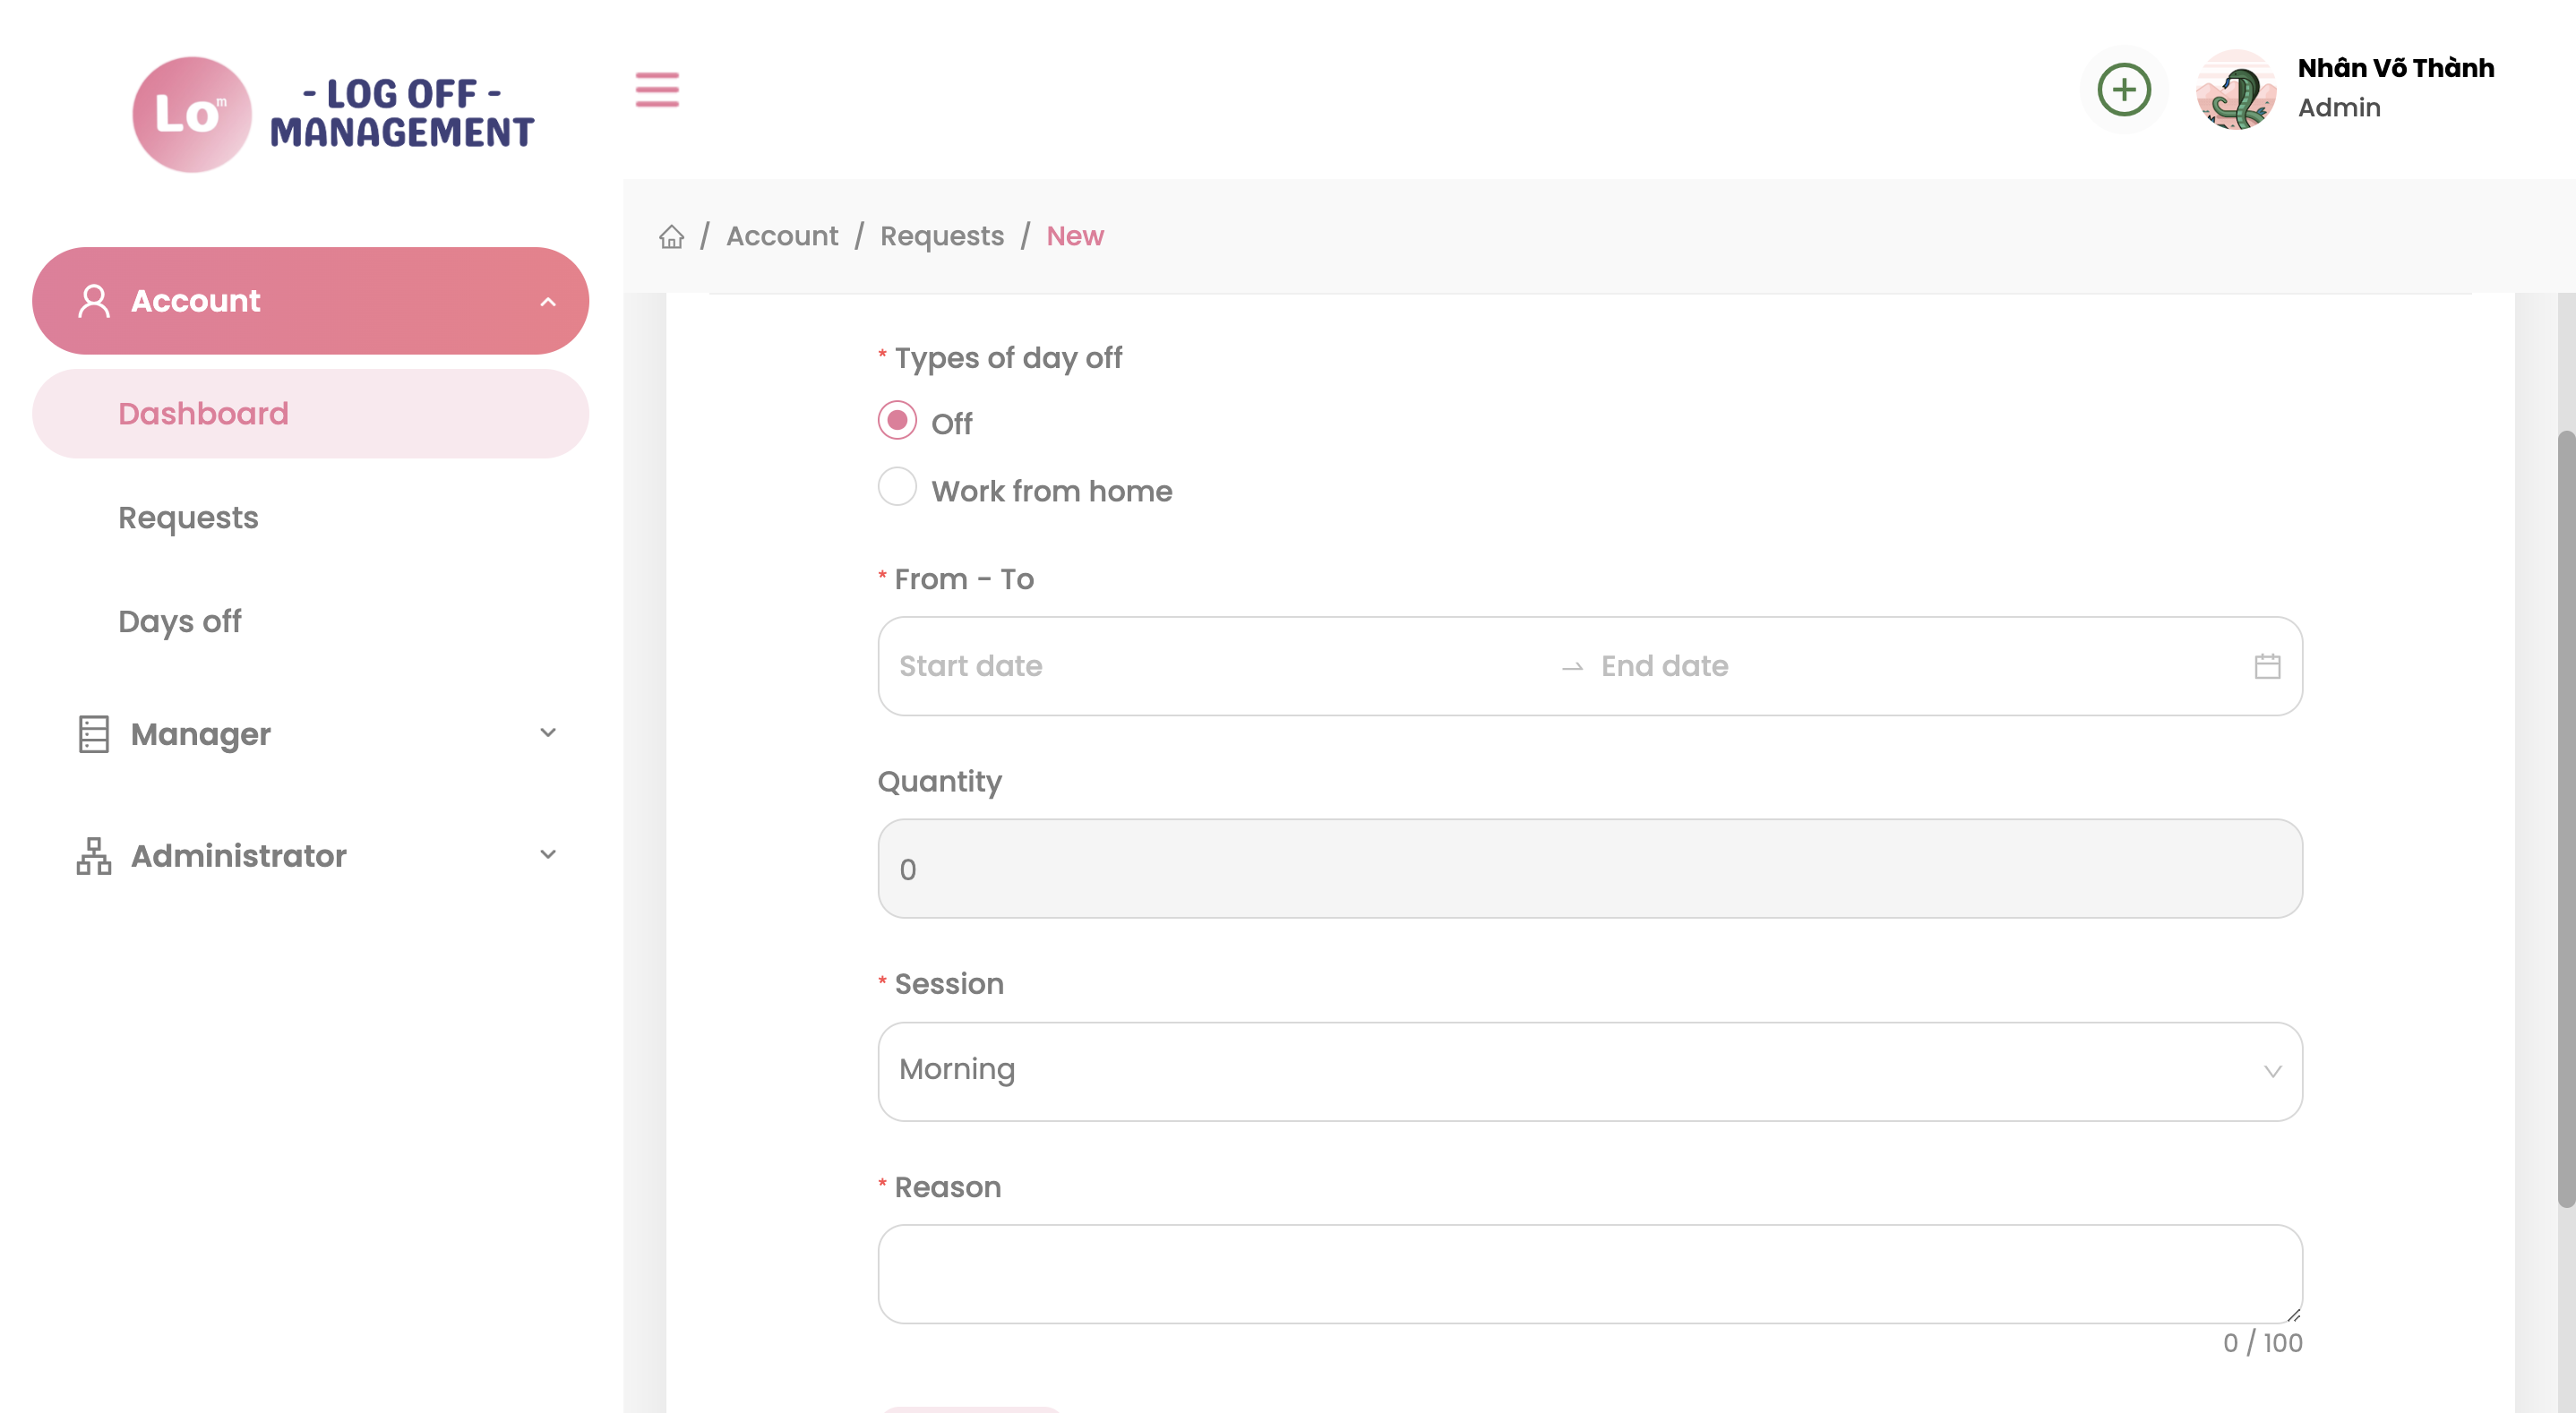 Lo m
- LOG OFF -
MANAGEMENT
Nhân Võ Thành
Admin
/ Account / Requests / New
Account
Dashboard
Requests
Days off
Manager
Administrator
* Types of day off
Off
Work from home
* From - To
Start date → End date
Quantity
0
* Session
Morning
* Reason
0 / 100